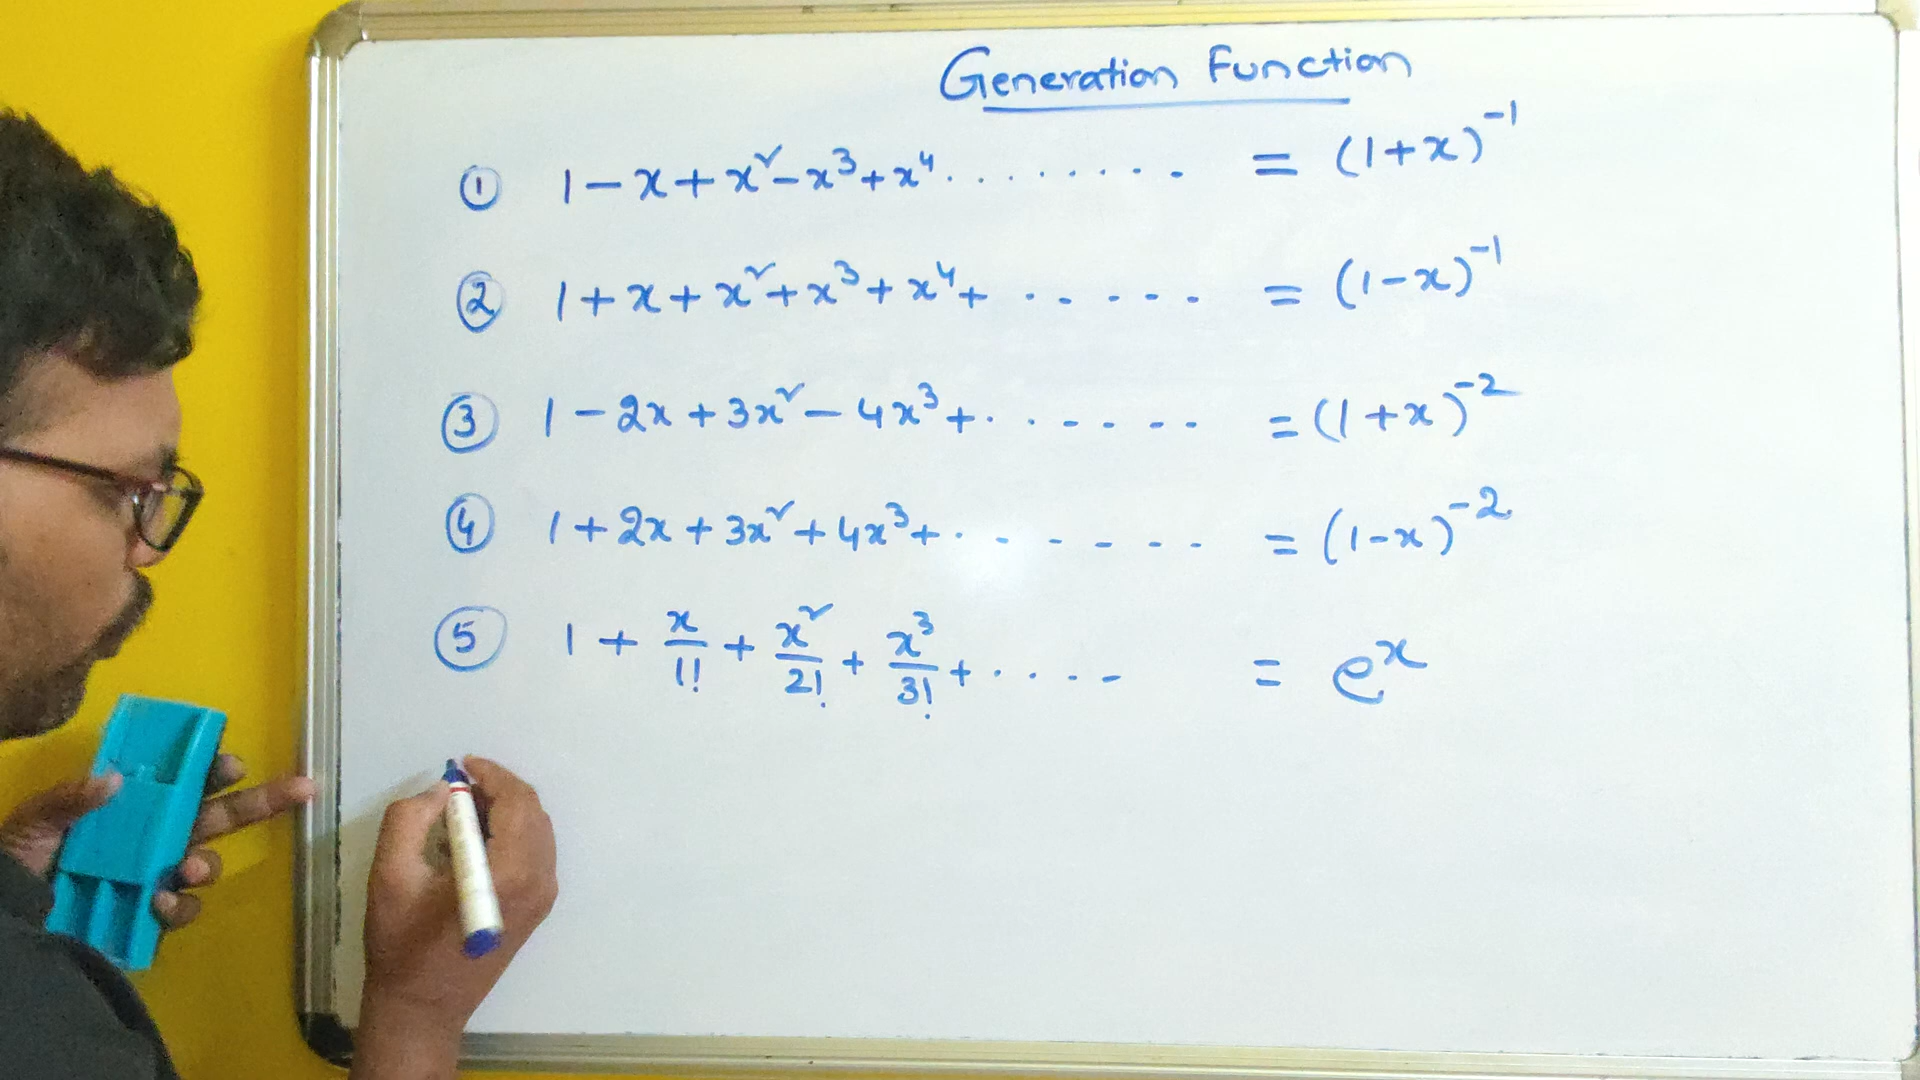 Generation Function
① 1 - x + x² - x³ + x⁴ . . . . . . . . . = (1+x)⁻¹
② 1 + x + x² + x³ + x⁴ + . . . . . . = (1-x)⁻¹
③ 1 - 2x + 3x² - 4x³ + . . . . . . . = (1+x)⁻²
④ 1 + 2x + 3x² + 4x³ + . . . . . . . = (1-x)⁻²
⑤ 1 + x/1! + x²/2! + x³/3! + . . . . . = eˣ